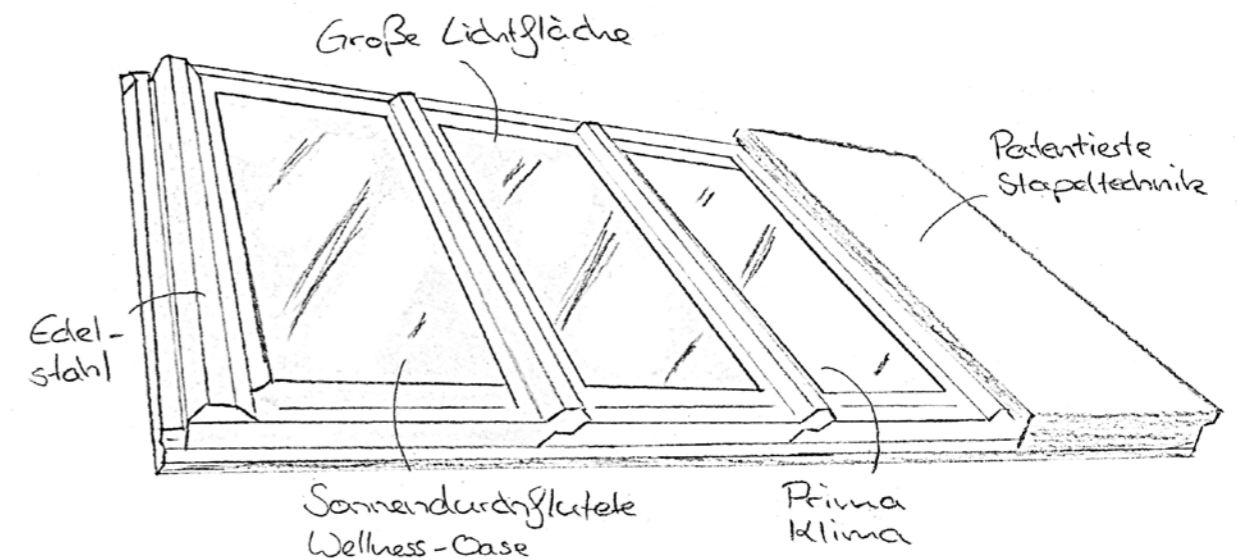 Große Lichtfläche
Patentierte
Stapeltechnik
Edel-
stahl
Sonnendurchflutete
Wellness-Oase
Prima
Klima